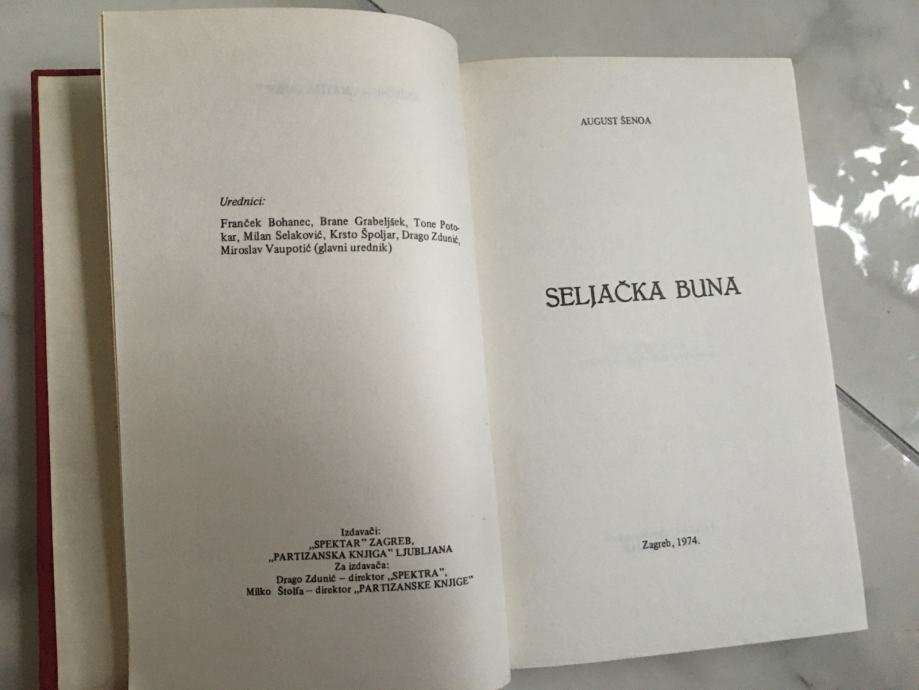 Urednici:
Franček Bohanec, Brane Grabeljšek, Tone Poto-
kar, Milan Selaković, Krsto Špoljar, Drago Zdunić,
Miroslav Vaupotić (glavni urednik)
Izdavači:
„SPEKTAR” ZAGREB,
„PARTIZANSKA KNJIGA” LJUBLJANA
Za izdavača:
Drago Zdunić – direktor „SPEKTRA”,
Milko Štolfa – direktor „PARTIZANSKE KNJIGE”
AUGUST ŠENOA
SELJAČKA BUNA
Zagreb, 1974.